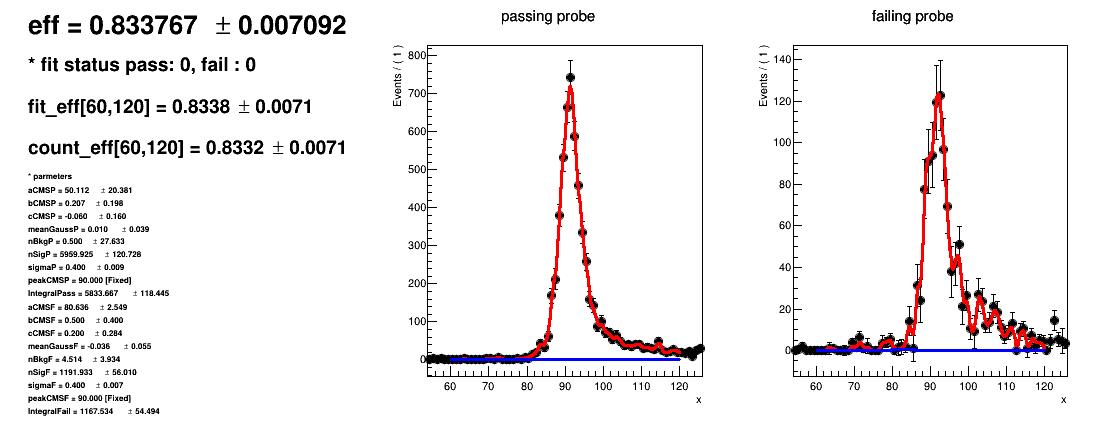 eff = 0.833767 ± 0.007092
* fit status pass: 0, fail : 0
fit_eff[60,120] = 0.8338 ± 0.0071
count_eff[60,120] = 0.8332 ± 0.0071
* parmeters
aCMSP = 50.112 ± 20.381
bCMSP = 0.207 ± 0.198
cCMSP = -0.060 ± 0.160
meanGaussP = 0.010 ± 0.039
nBkgP = 0.500 ± 27.633
nSigP = 5959.925 ± 120.728
sigmaP = 0.400 ± 0.009
peakCMSP = 90.000 [Fixed]
IntegralPass = 5833.667 ± 118.445
aCMSF = 80.636 ± 2.549
bCMSF = 0.500 ± 0.400
cCMSF = 0.200 ± 0.284
meanGaussF = -0.036 ± 0.055
nBkgF = 4.514 ± 3.934
nSigF = 1191.933 ± 56.010
sigmaF = 0.400 ± 0.007
peakCMSF = 90.000 [Fixed]
IntegralFail = 1167.534 ± 54.494
passing probe
Events / ( 1 )
800
700
600
500
400
300
200
100
0
60 70 80 90 100 110 120
x
failing probe
Events / ( 1 )
140
120
100
80
60
40
20
0
60 70 80 90 100 110 120
x